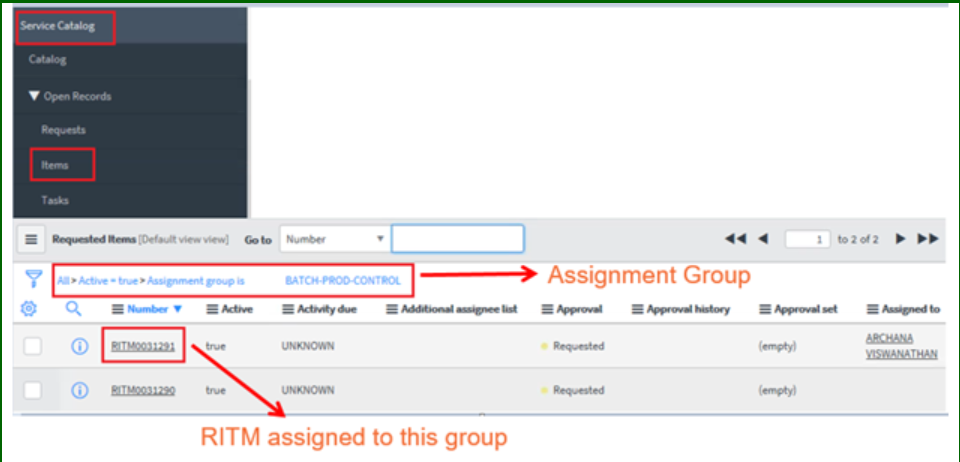 Service Catalog
Catalog
Open Records
Requests
Items
Tasks
Requested Items [Default view view] Go to Number 1 to 2 of 2
All > Active = true > Assignment group is BATCH-PROD-CONTROL
Assignment Group
Number Active Activity due Additional assignee list Approval Approval history Approval set Assigned to
RITM0031291 true UNKNOWN Requested (empty) ARCHANA
VISWANATHAN
RITM0031290 true UNKNOWN Requested (empty)
RITM assigned to this group